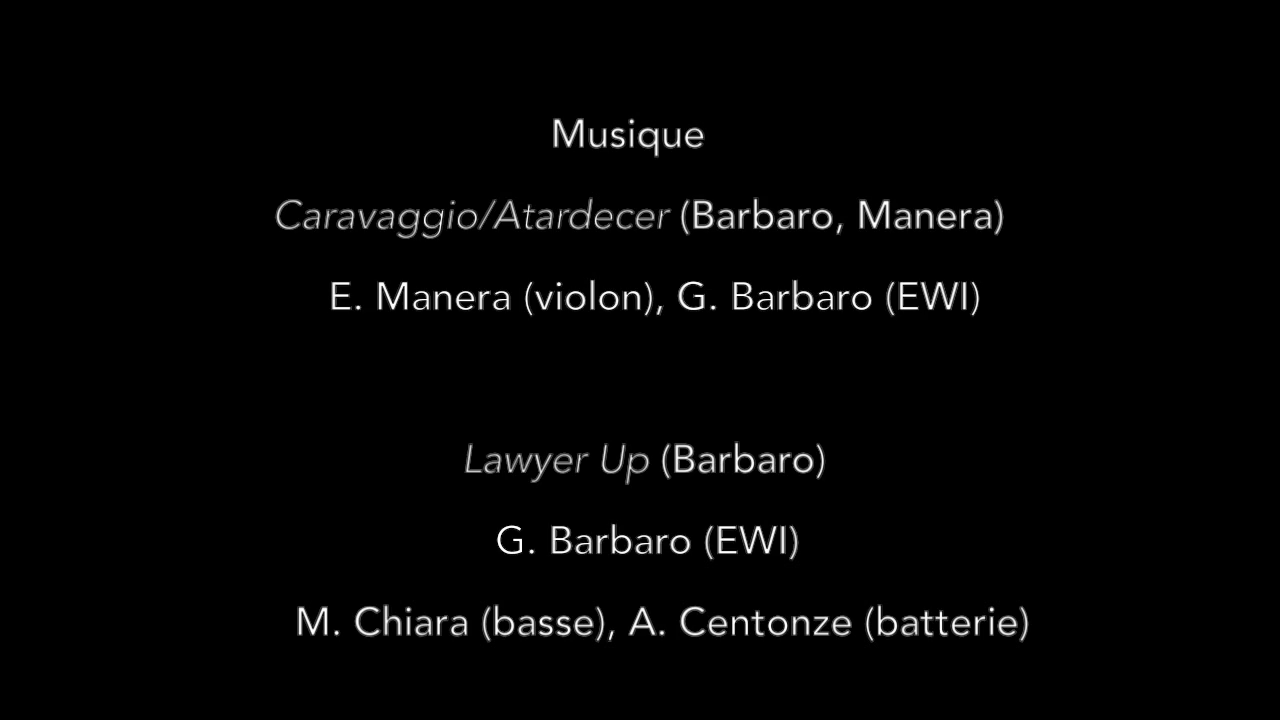 Musique
Caravaggio/Atardecer (Barbaro, Manera)
E. Manera (violon), G. Barbaro (EWI)
Lawyer Up (Barbaro)
G. Barbaro (EWI)
M. Chiara (basse), A. Centonze (batterie)